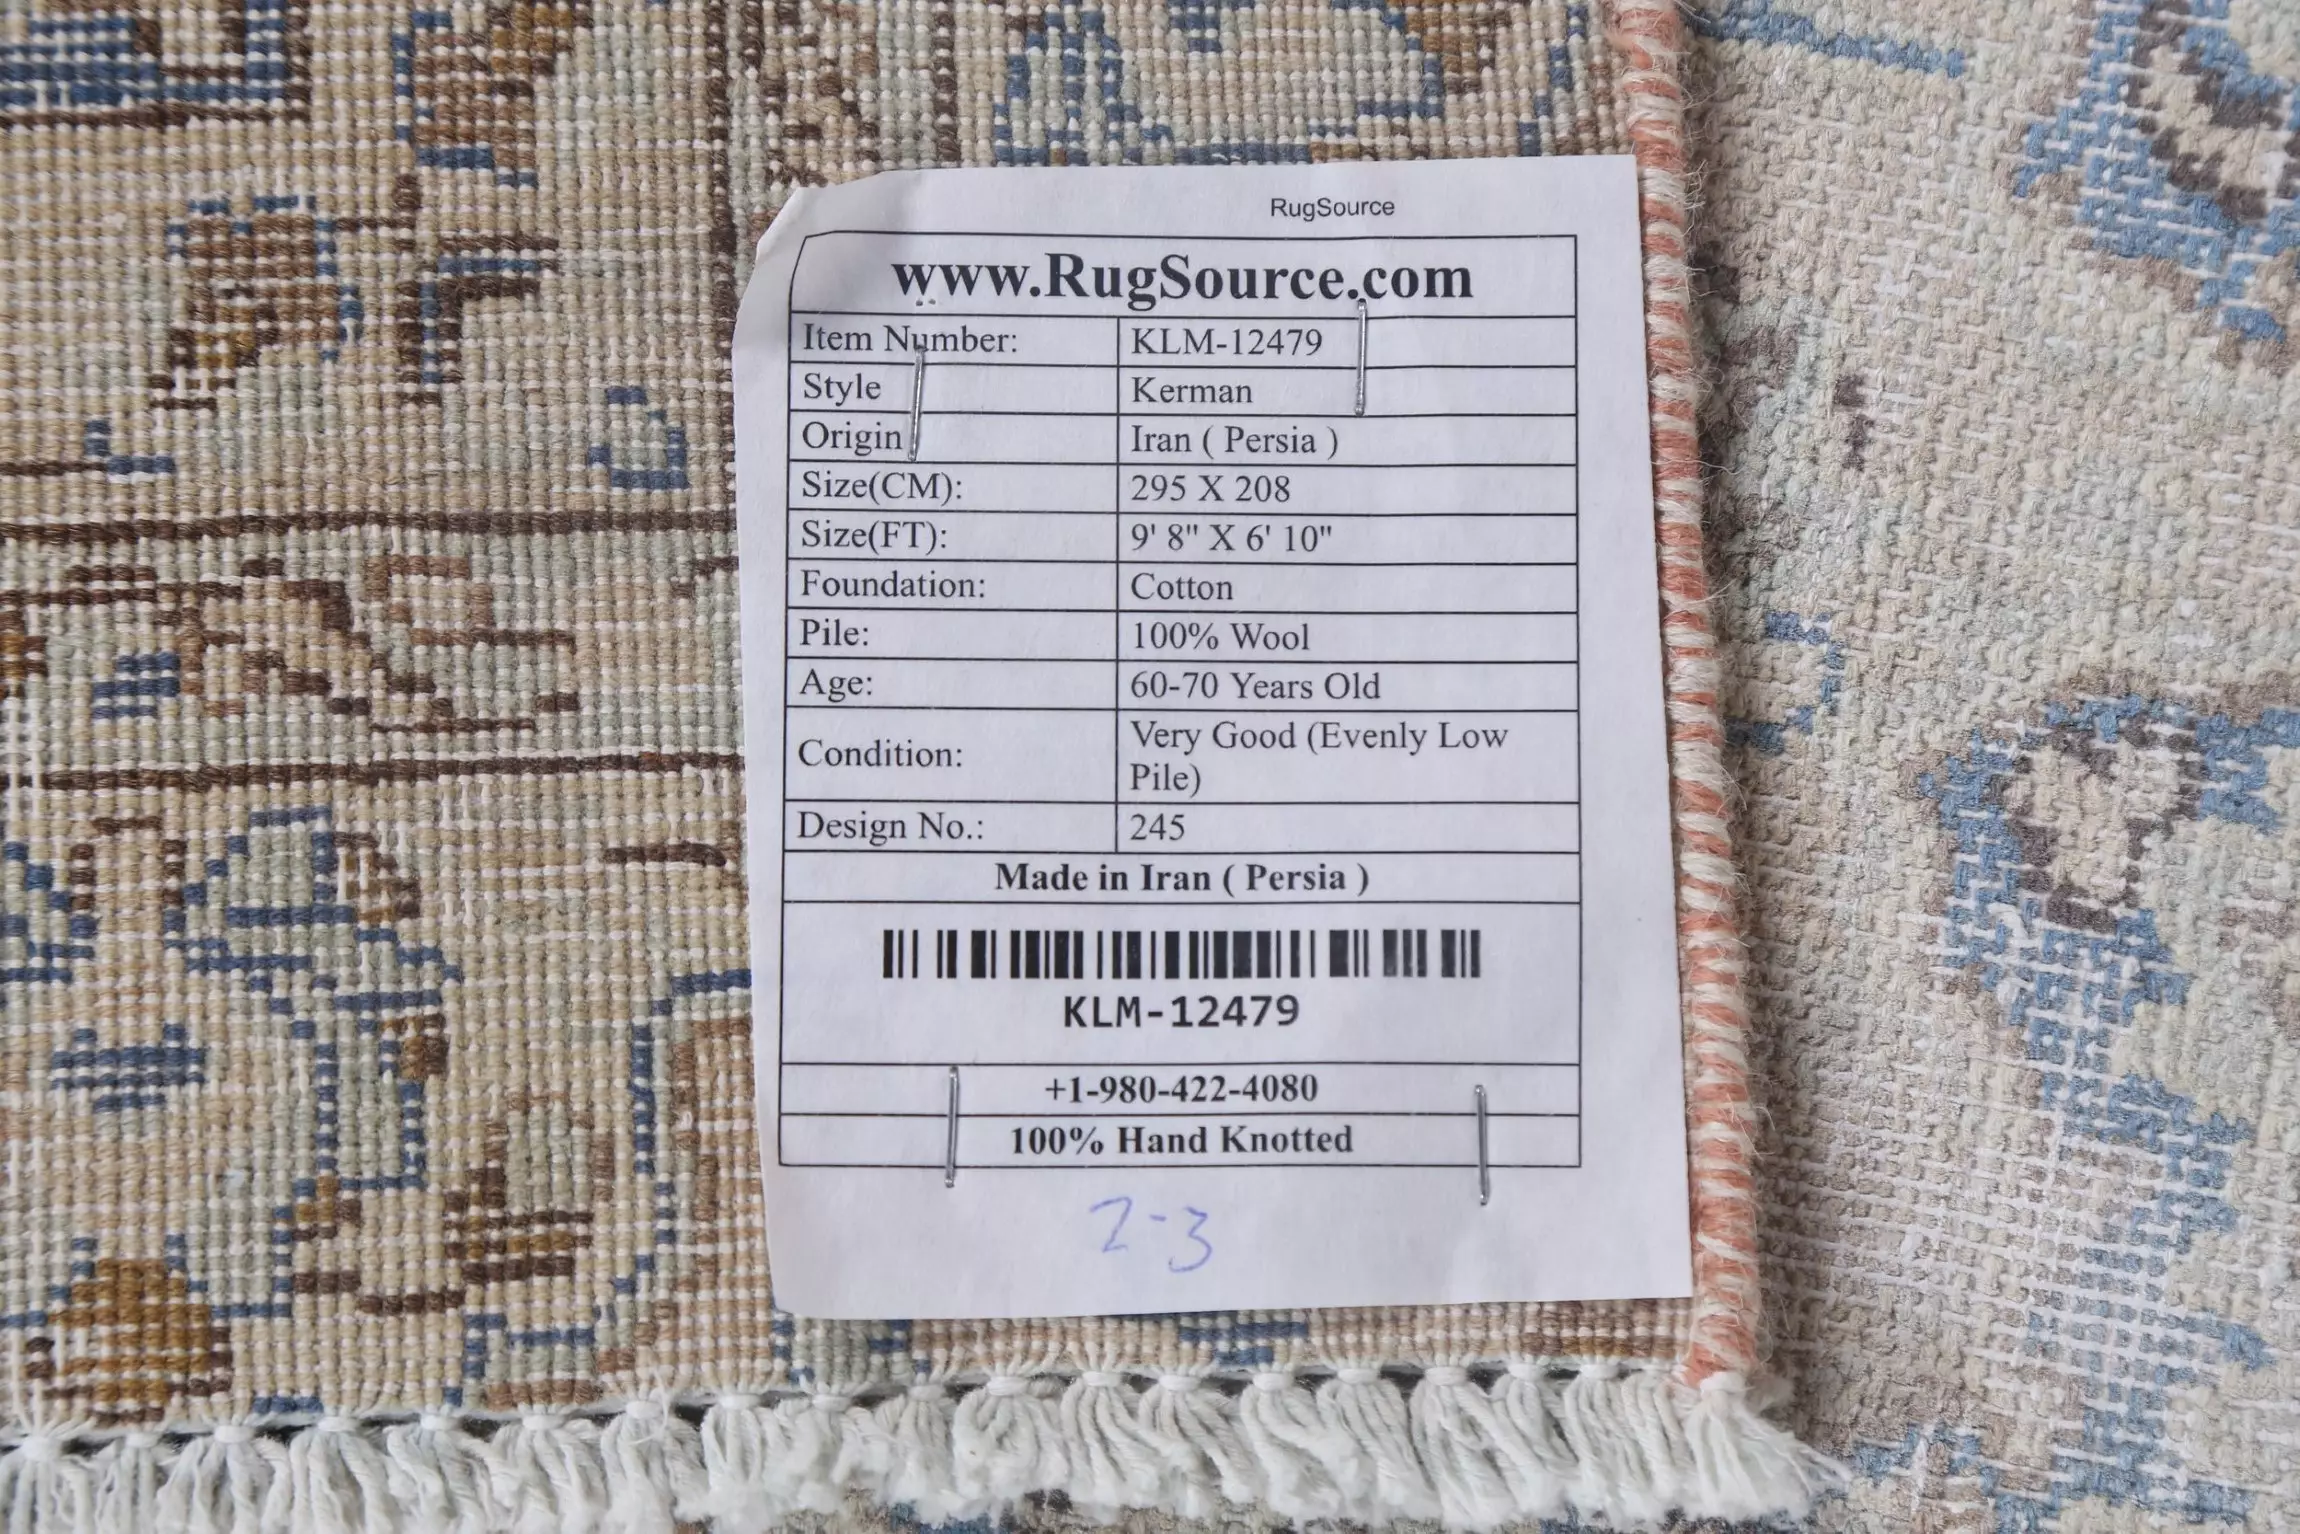 RugSource
www.RugSource.com
Item Number: KLM-12479
Style Kerman
Origin Iran ( Persia )
Size(CM): 295 X 208
Size(FT): 9' 8" X 6' 10"
Foundation: Cotton
Pile: 100% Wool
Age: 60-70 Years Old
Condition: Very Good (Evenly Low
Pile)
Design No.: 245
Made in Iran ( Persia )
KLM-12479
+1-980-422-4080
100% Hand Knotted
2-3